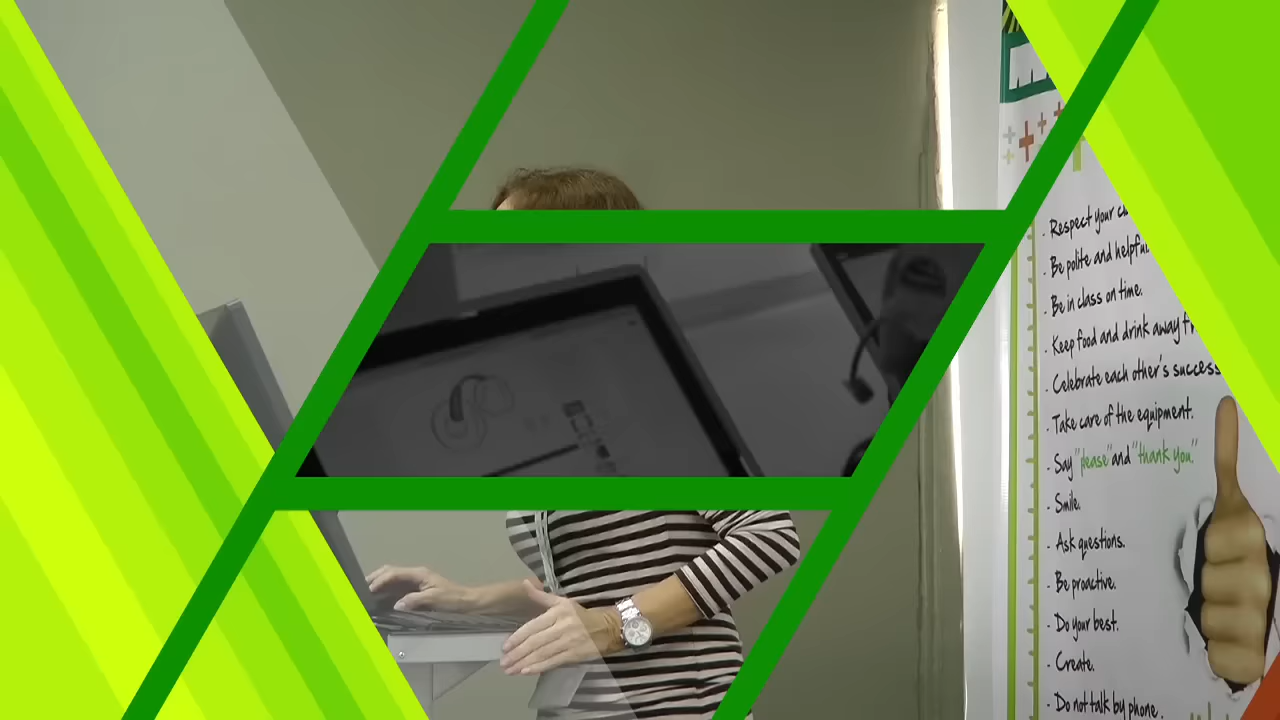 - Respect your
- Be polite and helpful
- Be in class on time.
- Keep food and drink away
- Celebrate each other's success
- Take care of the equipment.
- Say "please" and "thank you."
- Smile.
- Ask questions.
- Be proactive.
- Do your best.
- Create.
- Do not talk by phone.